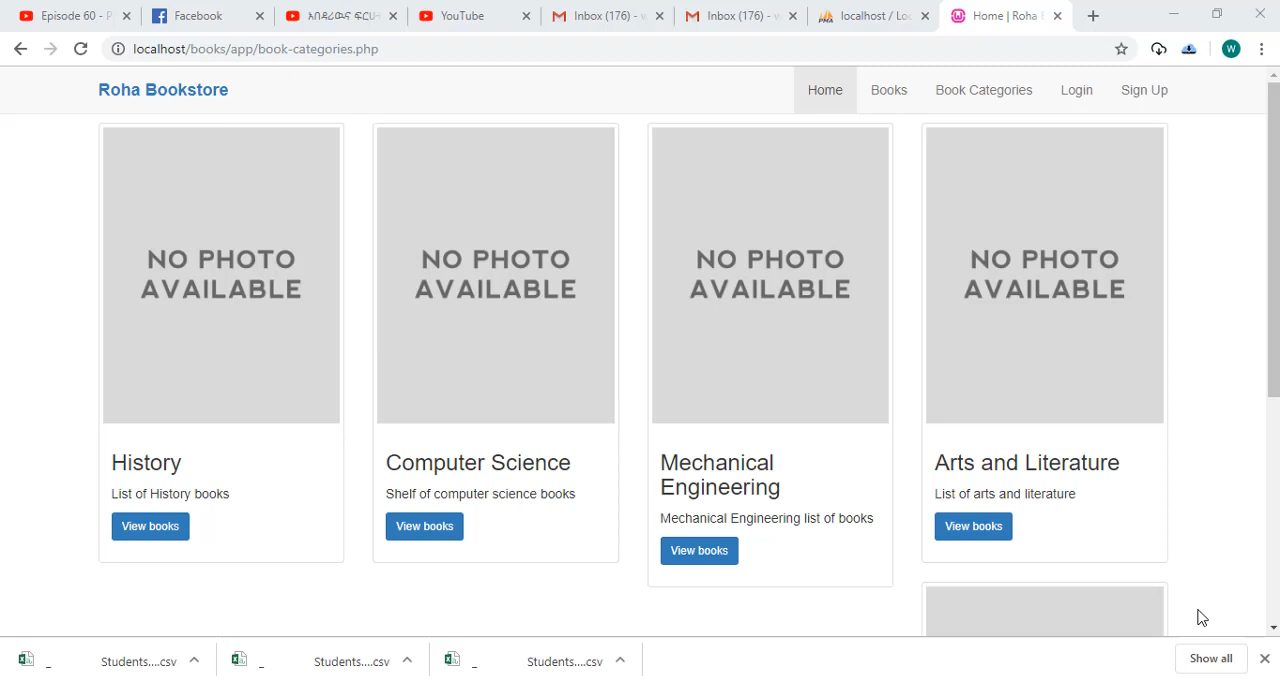 Episode 60 - P
Facebook
አበዳሪውና ፍርሀ
YouTube
Inbox (176) - w
Inbox (176) - w
localhost / Loc
Home | Roha B
localhost/books/app/book-categories.php
W
Roha Bookstore
Home
Books
Book Categories
Login
Sign Up
NO PHOTO
AVAILABLE
History
List of History books
View books
NO PHOTO
AVAILABLE
Computer Science
Shelf of computer science books
View books
NO PHOTO
AVAILABLE
Mechanical
Engineering
Mechanical Engineering list of books
View books
NO PHOTO
AVAILABLE
Arts and Literature
List of arts and literature
View books
_ Students....csv
_ Students....csv
_ Students....csv
Show all